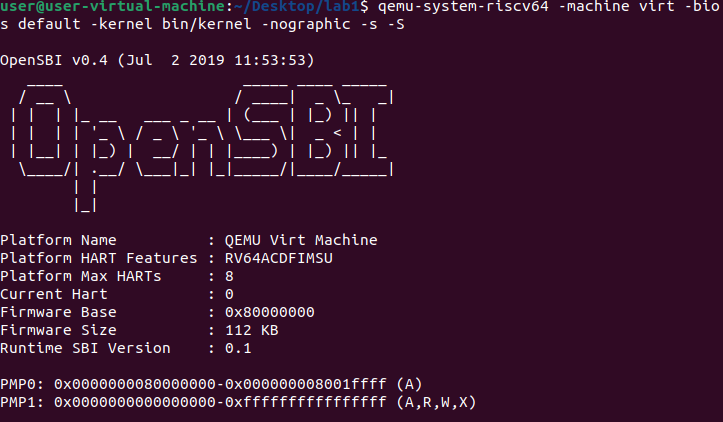 user@user-virtual-machine:~/Desktop/lab1$ qemu-system-riscv64 -machine virt -bio
s default -kernel bin/kernel -nographic -s -S
OpenSBI v0.4 (Jul  2 2019 11:53:53)
   ____                    _____ ____ _____
  / __ \                  / ____|  _ \_   _|
 | |  | |_ __   ___ _ __ | (___ | |_) || |
 | |  | | '_ \ / _ \ '_ \ \___ \|  _ < | |
 | |__| | |_) |  __/ | | |____) | |_) || |_
  \____/| .__/ \___|_| |_|_____/|____/_____|
        | |
        |_|
Platform Name          : QEMU Virt Machine
Platform HART Features : RV64ACDFIMSU
Platform Max HARTs     : 8
Current Hart           : 0
Firmware Base          : 0x80000000
Firmware Size          : 112 KB
Runtime SBI Version    : 0.1
PMP0: 0x0000000080000000-0x000000008001ffff (A)
PMP1: 0x0000000000000000-0xffffffffffffffff (A,R,W,X)